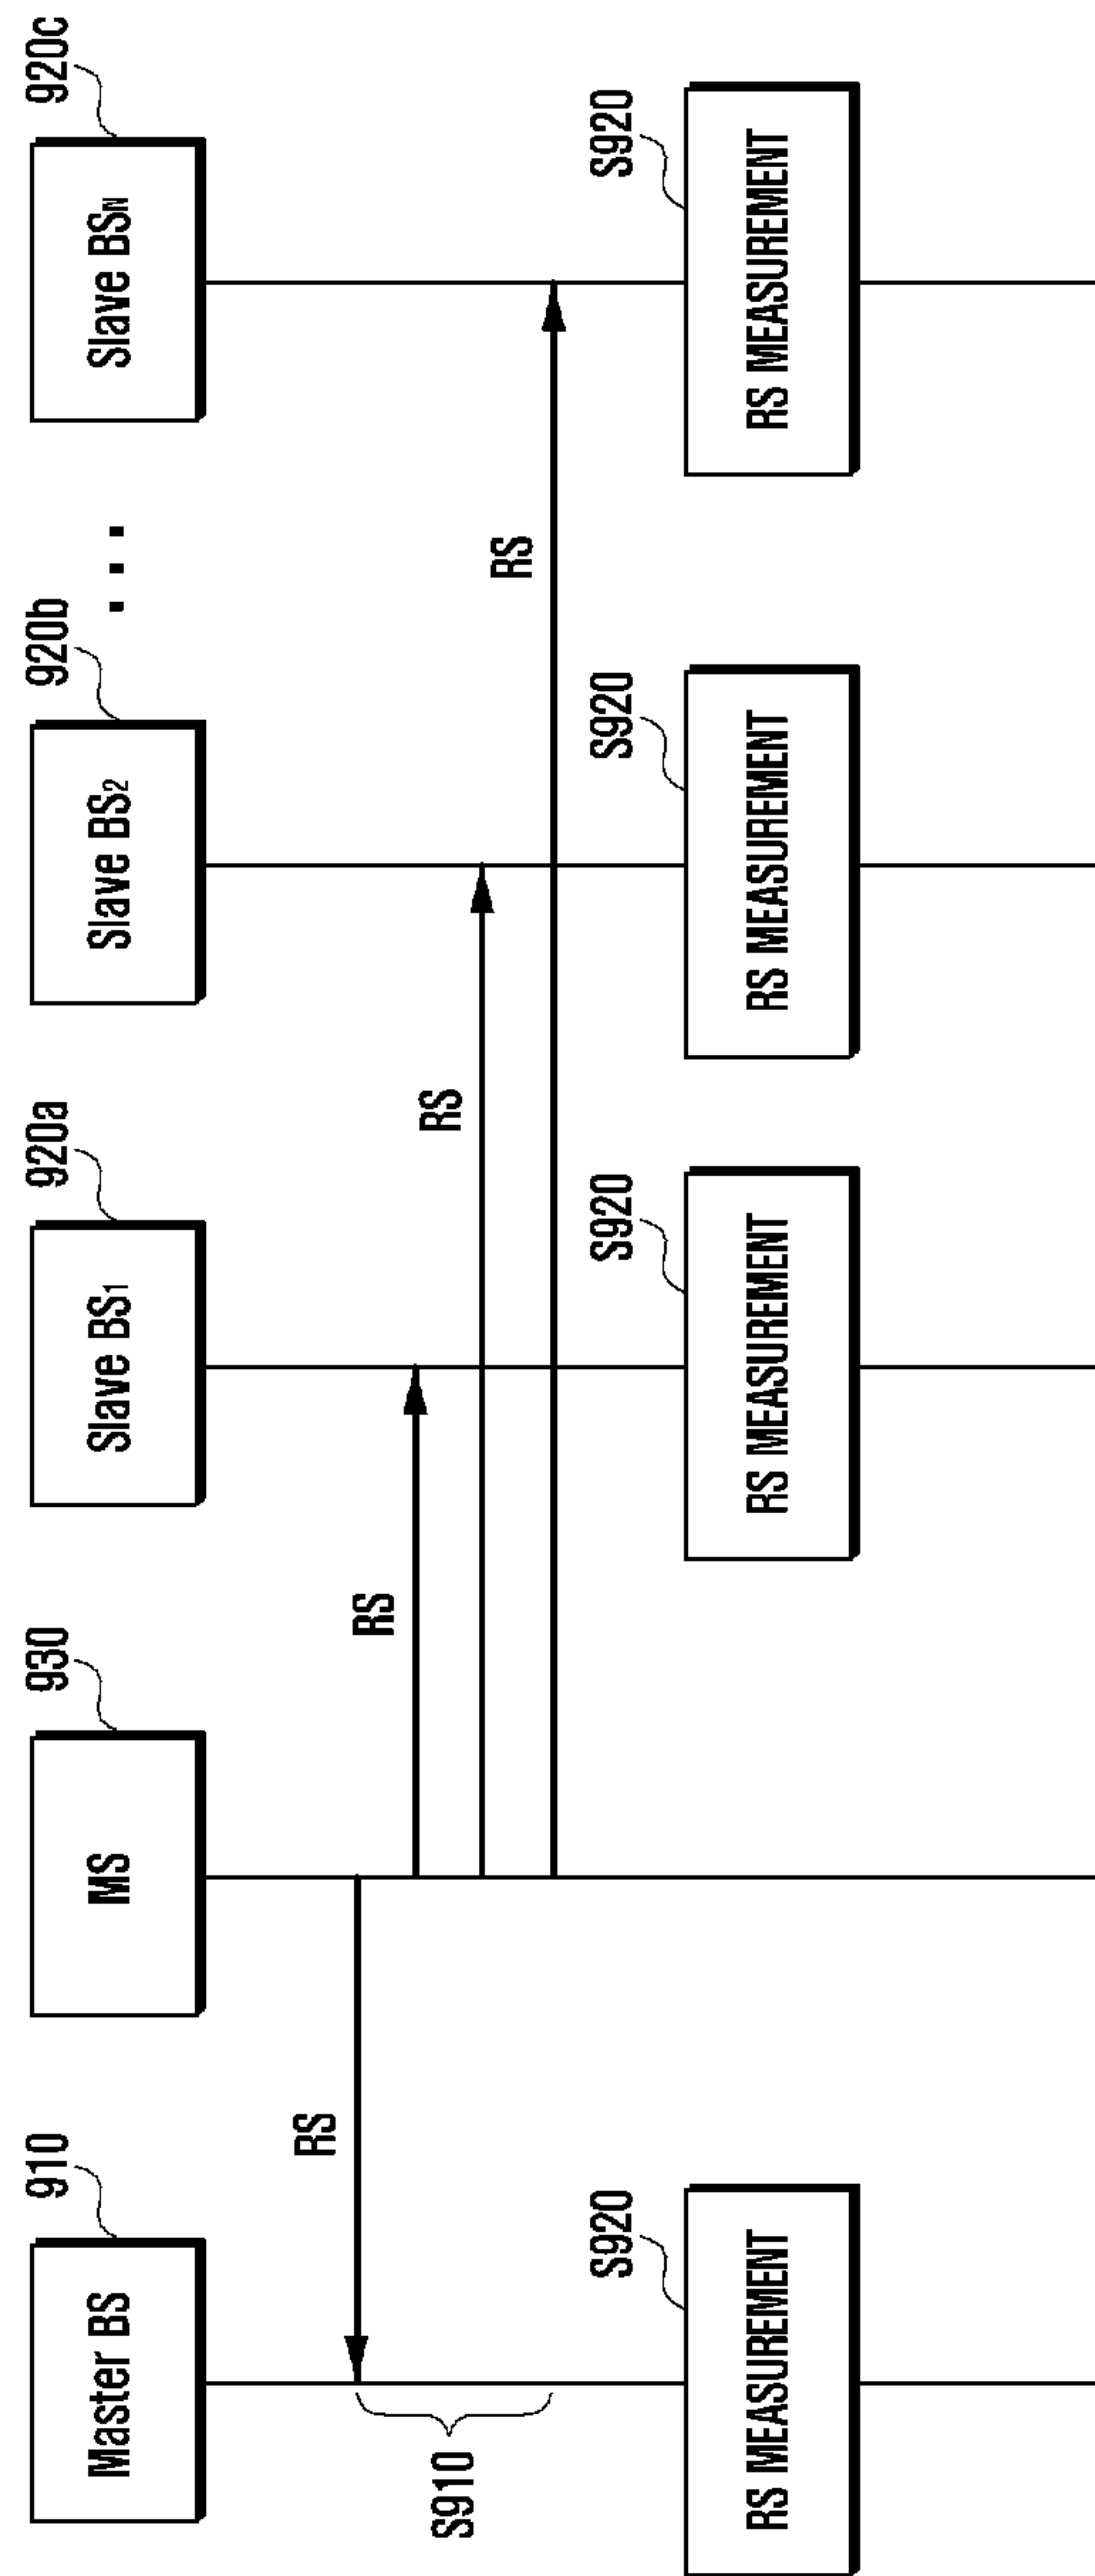 910
930
920a
920b
920c
Master BS
MS
Slave BS1
Slave BS2
...
Slave BSN
RS
RS
RS
RS
S910
S920
S920
S920
S920
RS MEASUREMENT
RS MEASUREMENT
RS MEASUREMENT
RS MEASUREMENT